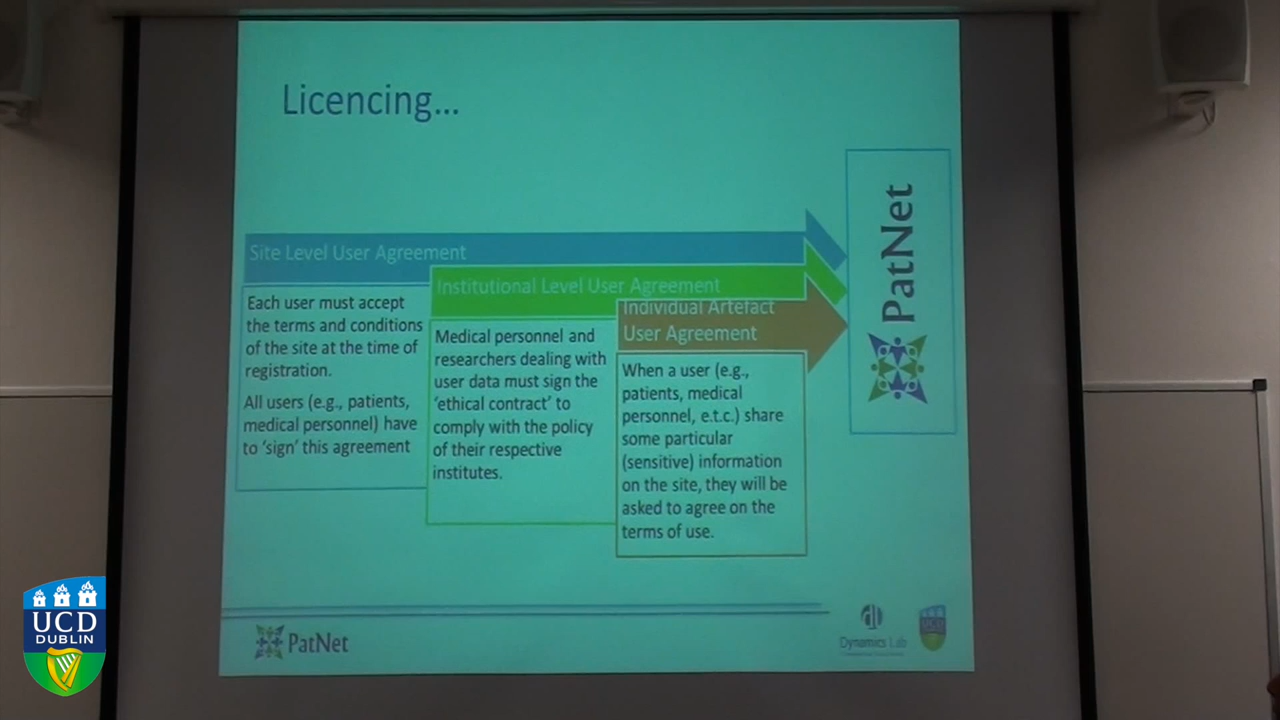 Licencing...
Site Level User Agreement
Each user must accept
the terms and conditions
of the site at the time of
registration.
All users (e.g., patients,
medical personnel) have
to ‘sign’ this agreement
Institutional Level User Agreement
Medical personnel and
researchers dealing with
user data must sign the
‘ethical contract’ to
comply with the policy
of their respective
institutes.
Individual Artefact
User Agreement
When a user (e.g.,
patients, medical
personnel, e.t.c.) share
some particular
(sensitive) information
on the site, they will be
asked to agree on the
terms of use.
PatNet
PatNet
Dynamics Lab
UCD
DUBLIN
UCD
DUBLIN